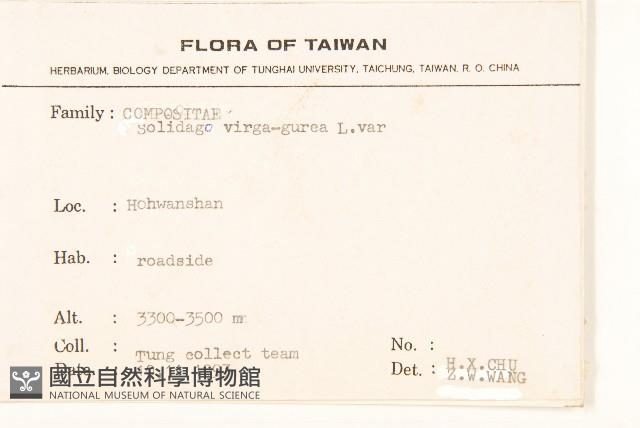 FLORA OF TAIWAN
HERBARIUM, BIOLOGY DEPARTMENT OF TUNGHAI UNIVERSITY, TAICHUNG, TAIWAN, R. O. CHINA
Family : COMPOSITAE
Solidago virga-gurea L.var
Loc. : Hohwanshan
Hab. : roadside
Alt. : 3300-3500 m
Coll. : Tung collect team No. :
Date Det. : H.X.CHU
Z.W.WANG
國立自然科學博物館
NATIONAL MUSEUM OF NATURAL SCIENCE